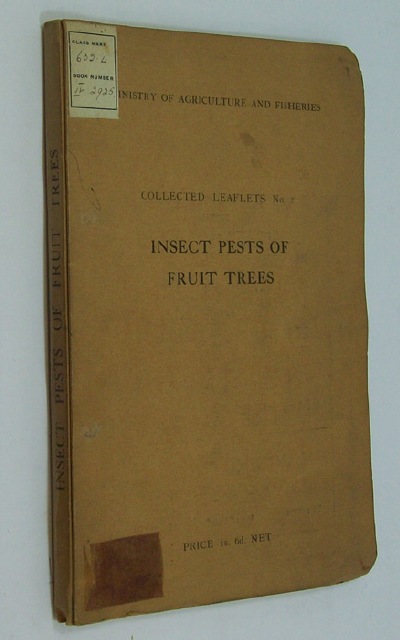 CLASS MARK
632.L
BOOK NUMBER
2925
MINISTRY OF AGRICULTURE AND FISHERIES
COLLECTED LEAFLETS No.
INSECT PESTS OF
FRUIT TREES
PRICE 1s. 6d. NET
INSECT PESTS OF FRUIT TREES